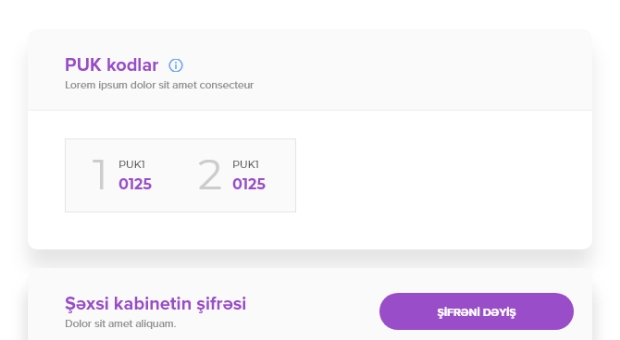 PUK kodlar
Lorem ipsum dolor sit amet consecteur
1 PUK1 0125 2 PUK1 0125
Şəxsi kabinetin şifrəsi
Dolor sit amet aliquam.
ŞİFRƏNİ DƏYİŞ